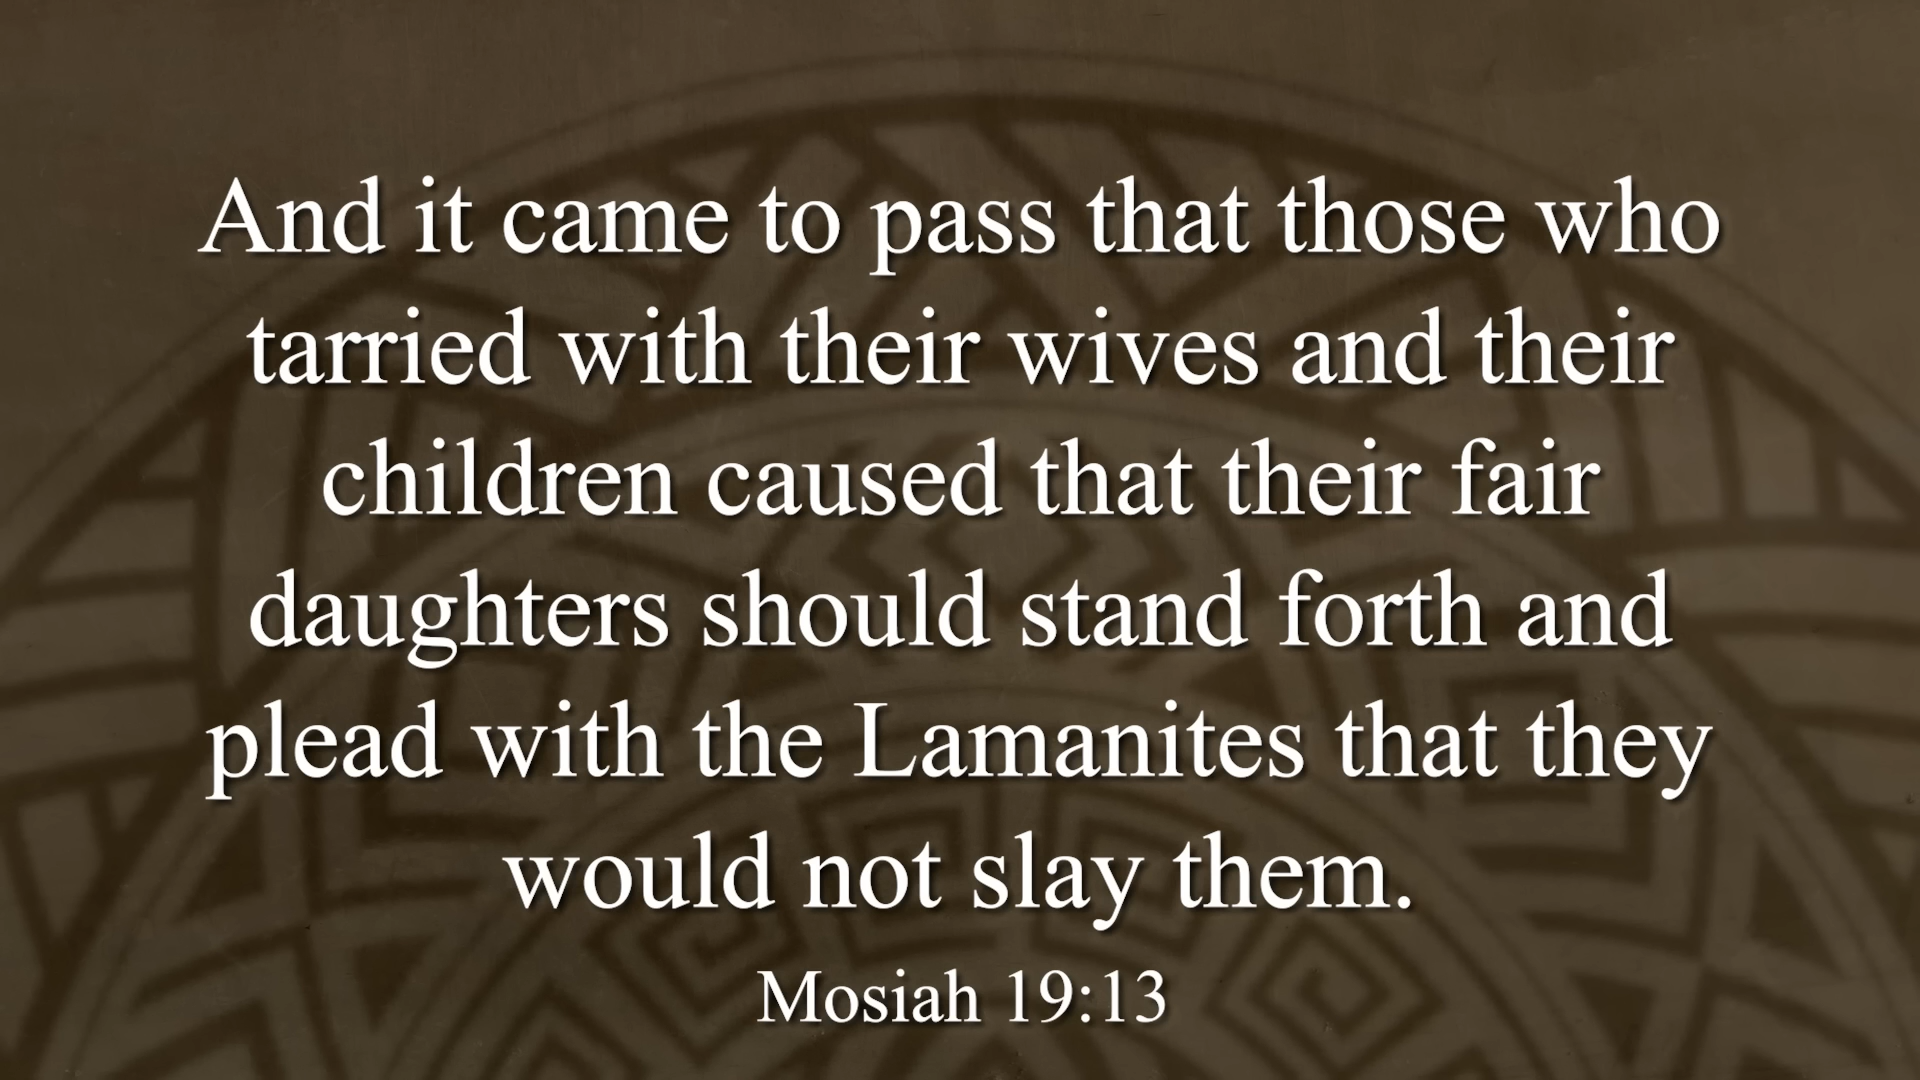 And it came to pass that those who
tarried with their wives and their
children caused that their fair
daughters should stand forth and
plead with the Lamanites that they
would not slay them.
Mosiah 19:13